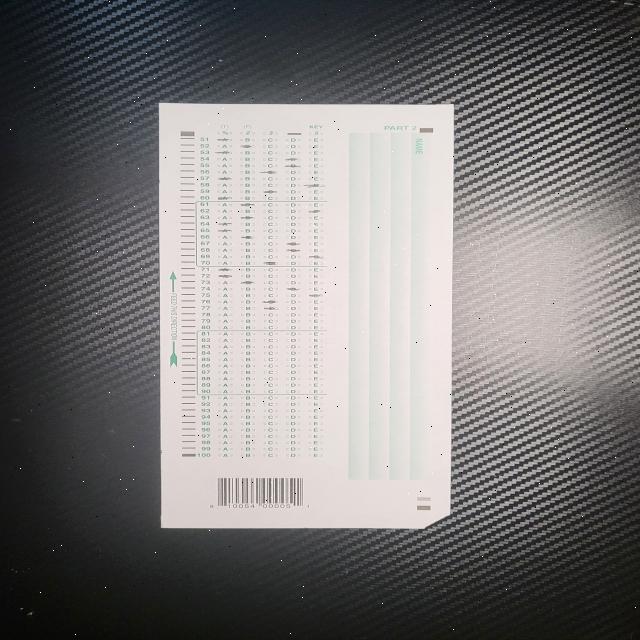 (T) (F) KEY
PART 2
NAME
51 A B C D E
52 A B C D E
53 A B C D E
54 A B C D E
55 A B C D E
56 A B C D E
57 A B C D E
58 A B C D E
59 A B C D E
60 A B C D E
61 A B C D E
62 A B C D E
63 A B C D E
64 A B C D E
65 A B C D E
66 A B C D E
67 A B C D E
68 A B C D E
69 A B C D E
70 A B C D E
71 A B C D E
72 A B C D E
73 A B C D E
74 A B C D E
75 A B C D E
76 A B C D E
77 A B C D E
78 A B C D E
79 A B C D E
80 A B C D E
81 A B C D E
82 A B C D E
83 A B C D E
84 A B C D E
85 A B C D E
86 A B C D E
87 A B C D E
88 A B C D E
89 A B C D E
90 A B C D E
91 A B C D E
92 A B C D E
93 A B C D E
94 A B C D E
95 A B C D E
96 A B C D E
97 A B C D E
98 A B C D E
99 A B C D E
100 A B C D E
FEED THIS DIRECTION
10064 00005 1